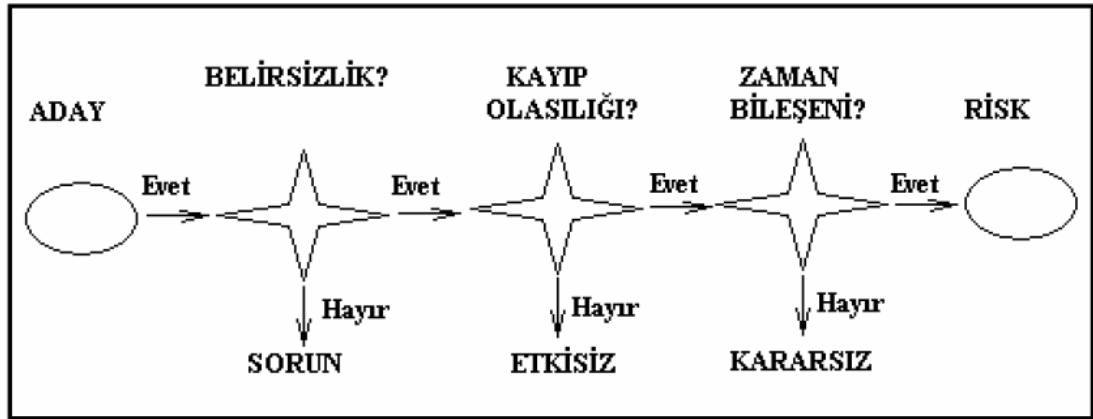 BELİRSİZLİK?
KAYIP
OLASILIĞI?
ZAMAN
BİLEŞENİ?
ADAY
RİSK
Evet
Evet
Evet
Evet
Hayır
Hayır
Hayır
SORUN
ETKİSİZ
KARARSIZ